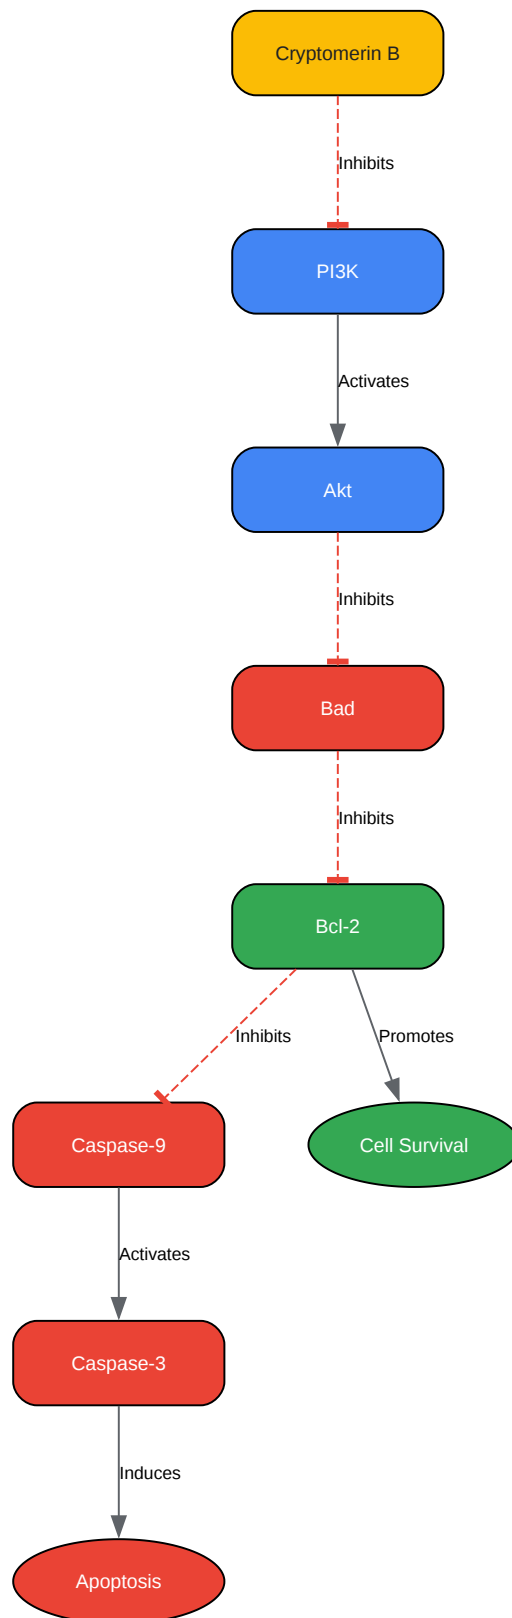 Cryptomerin B
Inhibits
PI3K
Activates
Akt
Inhibits
Bad
Inhibits
Bcl-2
Inhibits
Promotes
Caspase-9
Cell Survival
Activates
Caspase-3
Induces
Apoptosis